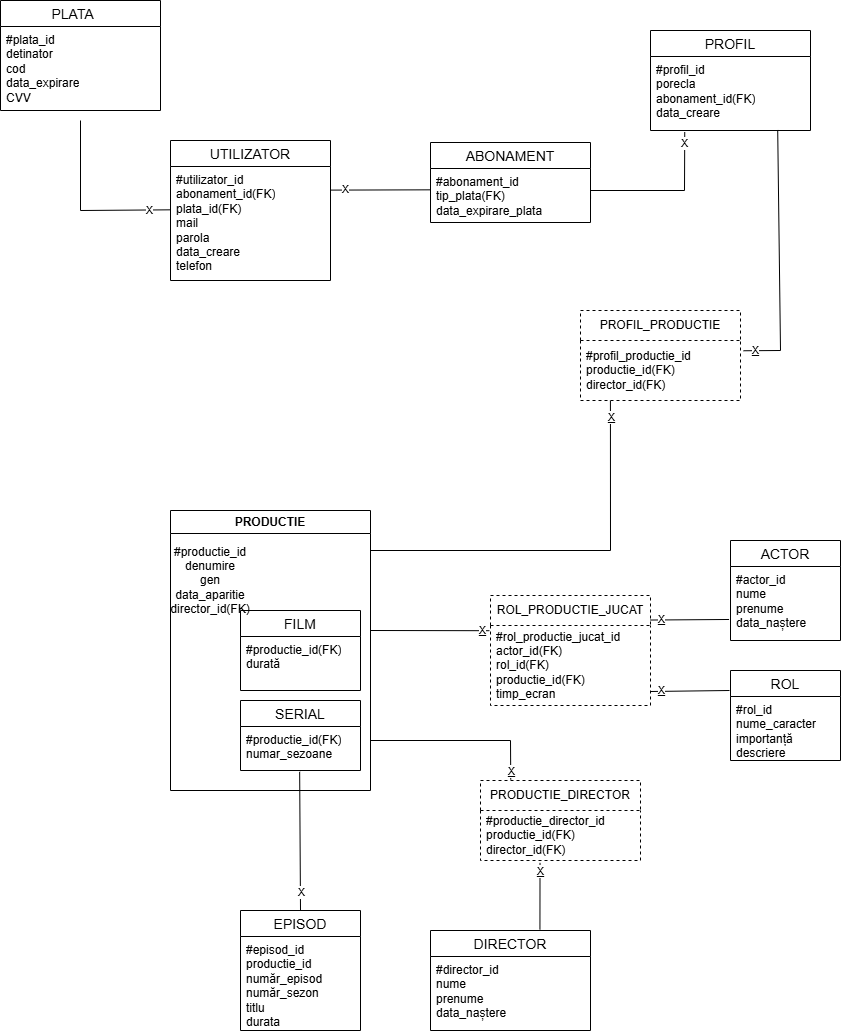 PLATA
#plata_id
detinator
cod
data_expirare
CVV
PROFIL
#profil_id
porecla
abonament_id(FK)
data_creare
X
UTILIZATOR
#utilizator_id
abonament_id(FK)
plata_id(FK)
mail
parola
data_creare
telefon
X
X
ABONAMENT
#abonament_id
tip_plata(FK)
data_expirare_plata
PROFIL_PRODUCTIE
#profil_productie_id
productie_id(FK)
director_id(FK)
X
X
PRODUCTIE
#productie_id
denumire
gen
data_aparitie
director_id(FK)
FILM
#productie_id(FK)
durată
SERIAL
#productie_id(FK)
numar_sezoane
X
ROL_PRODUCTIE_JUCAT
#rol_productie_jucat_id
actor_id(FK)
rol_id(FK)
productie_id(FK)
timp_ecran
X
X
ACTOR
#actor_id
nume
prenume
data_naștere
ROL
#rol_id
nume_caracter
importanță
descriere
X
PRODUCTIE_DIRECTOR
#productie_director_id
productie_id(FK)
director_id(FK)
X
X
EPISOD
#episod_id
productie_id
număr_episod
număr_sezon
titlu
durata
DIRECTOR
#director_id
nume
prenume
data_naștere